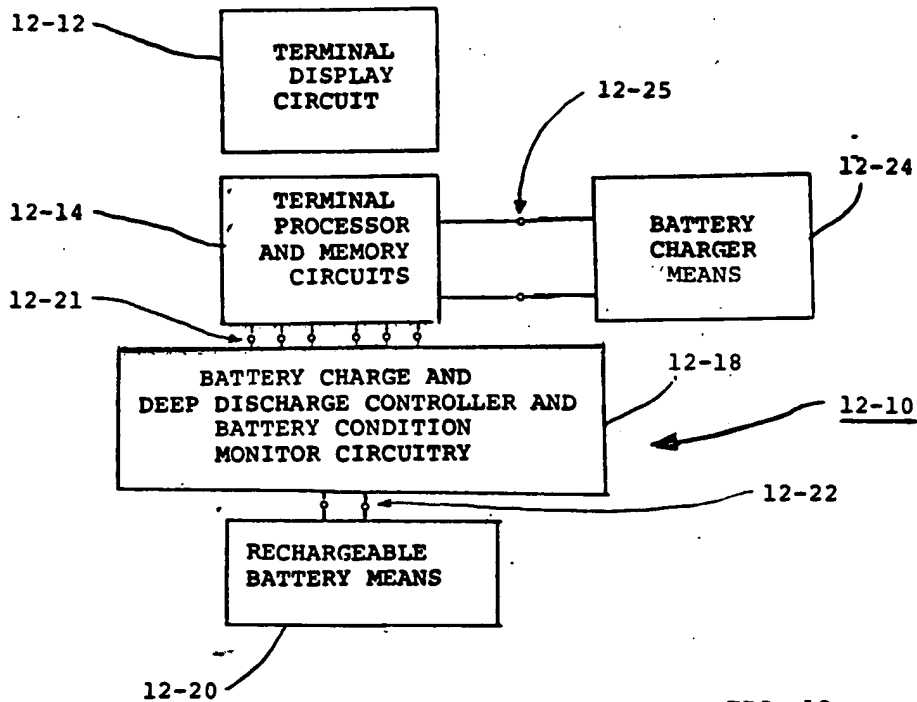 12-12
TERMINAL
DISPLAY
CIRCUIT
12-25
12-24
12-14
TERMINAL
PROCESSOR
AND MEMORY
CIRCUITS
BATTERY
CHARGER
MEANS
12-21
BATTERY CHARGE AND
DEEP DISCHARGE CONTROLLER AND
BATTERY CONDITION
MONITOR CIRCUITRY
12-18
12-10
12-22
RECHARGEABLE
BATTERY MEANS
12-20